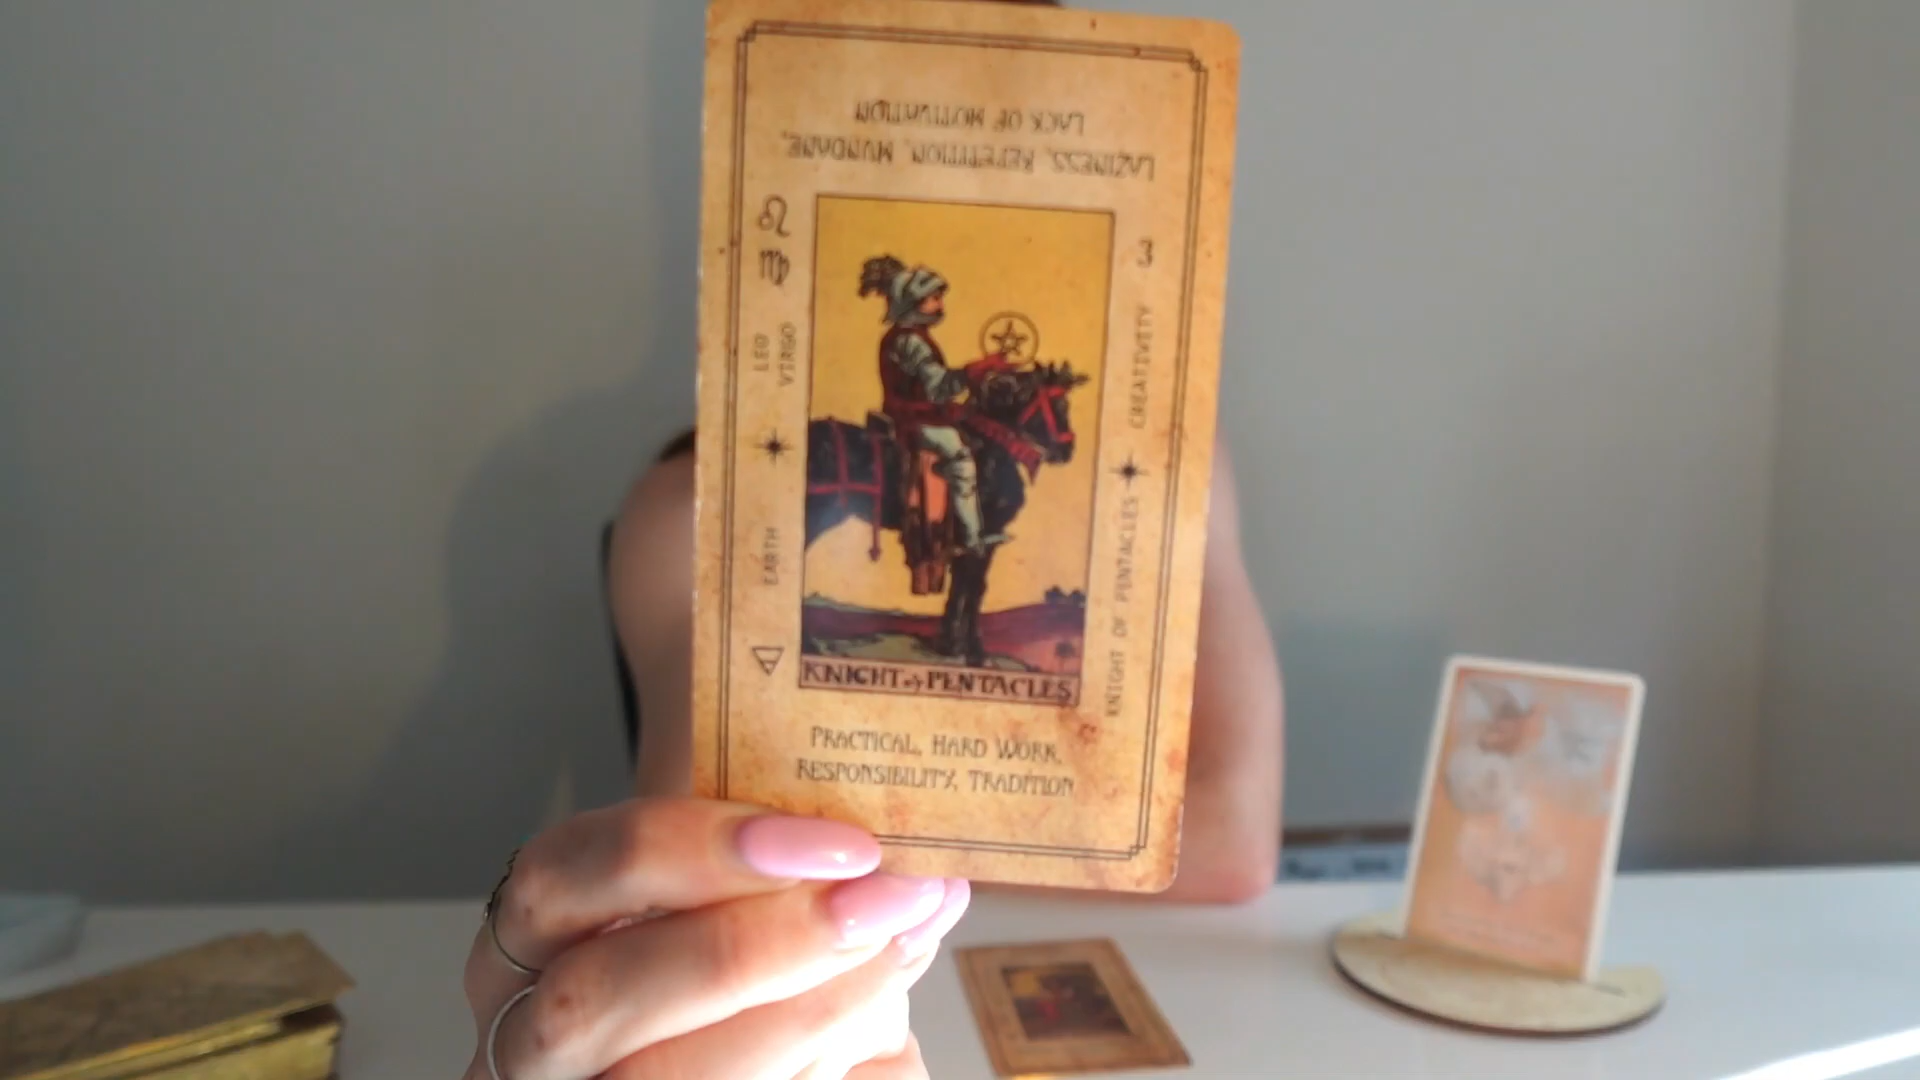 LACK OF MOTIVATION
LAZINESS, REPETITION, MUNDANE,
LEO
VIRGO
EARTH
3
CREATIVITY
KNIGHT OF PENTACLES
KNIGHT of PENTACLES
PRACTICAL, HARD WORK,
RESPONSIBILITY, TRADITION